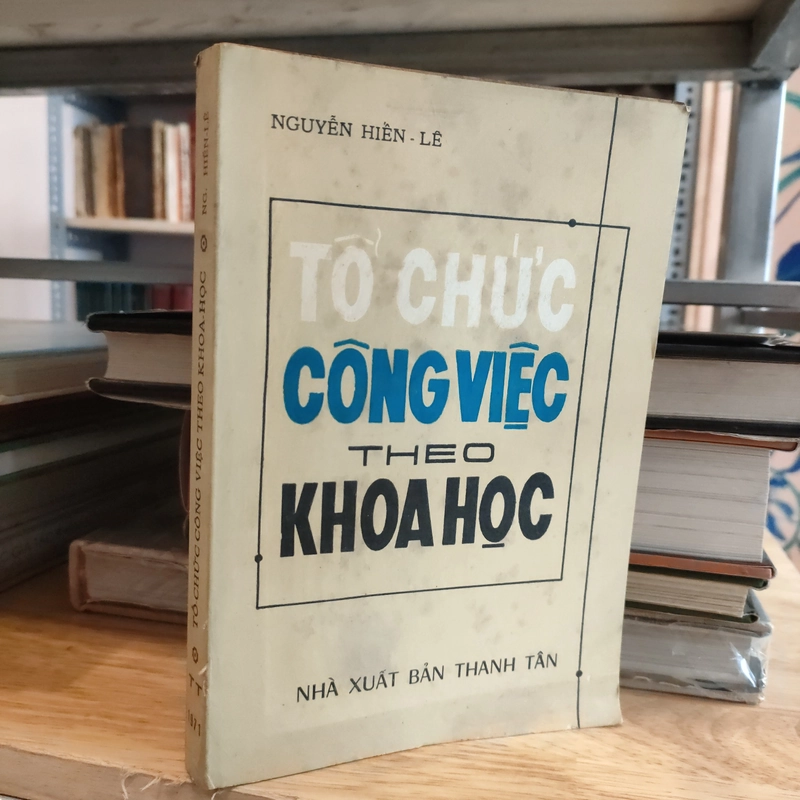 NGUYỄN HIẾN - LÊ
TỔ CHỨC
CÔNG VIỆC
THEO
KHOA HỌC
NHÀ XUẤT BẢN THANH TÂN
NG. HIẾN-LÊ
TỔ CHỨC CÔNG VIỆC THEO KHOA-HỌC
TT